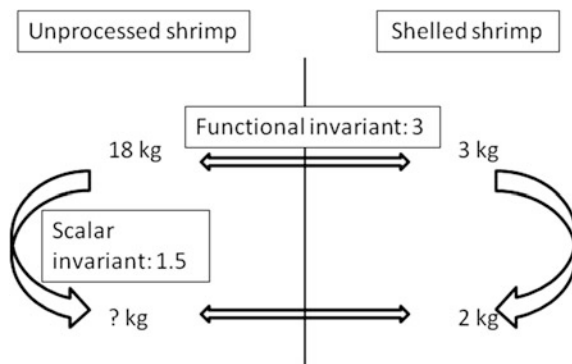 Unprocessed shrimp
Shelled shrimp
Functional invariant: 3
18 kg
3 kg
Scalar
invariant: 1.5
? kg
2 kg